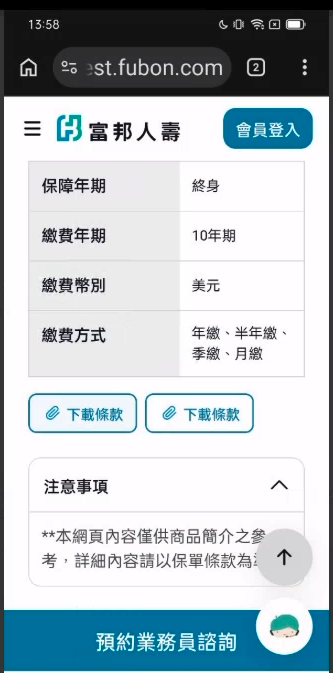 13:58
st.fubon.com
2
富邦人壽
會員登入
保障年期 終身
繳費年期 10年期
繳費幣別 美元
繳費方式 年繳、半年繳、
季繳、月繳
下載條款 下載條款
注意事項
**本網頁內容僅供商品簡介之參
考，詳細內容請以保單條款為
預約業務員諮詢